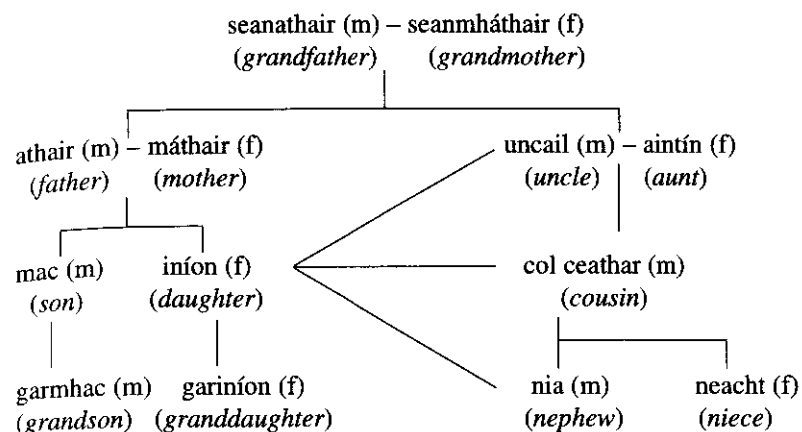 seanathair (m) – seanmháthair (f)
(grandfather) (grandmother)
athair (m) – máthair (f) uncail (m) – aintín (f)
(father) (mother) (uncle) (aunt)
mac (m) iníon (f) col ceathar (m)
(son) (daughter) (cousin)
garmhac (m) gariníon (f) nia (m) neacht (f)
(grandson) (granddaughter) (nephew) (niece)